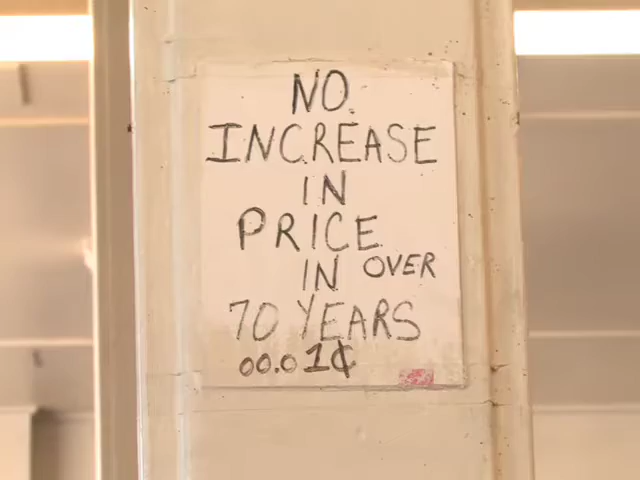 NO
INCREASE
IN
PRICE
IN OVER
70 YEARS
00.01¢